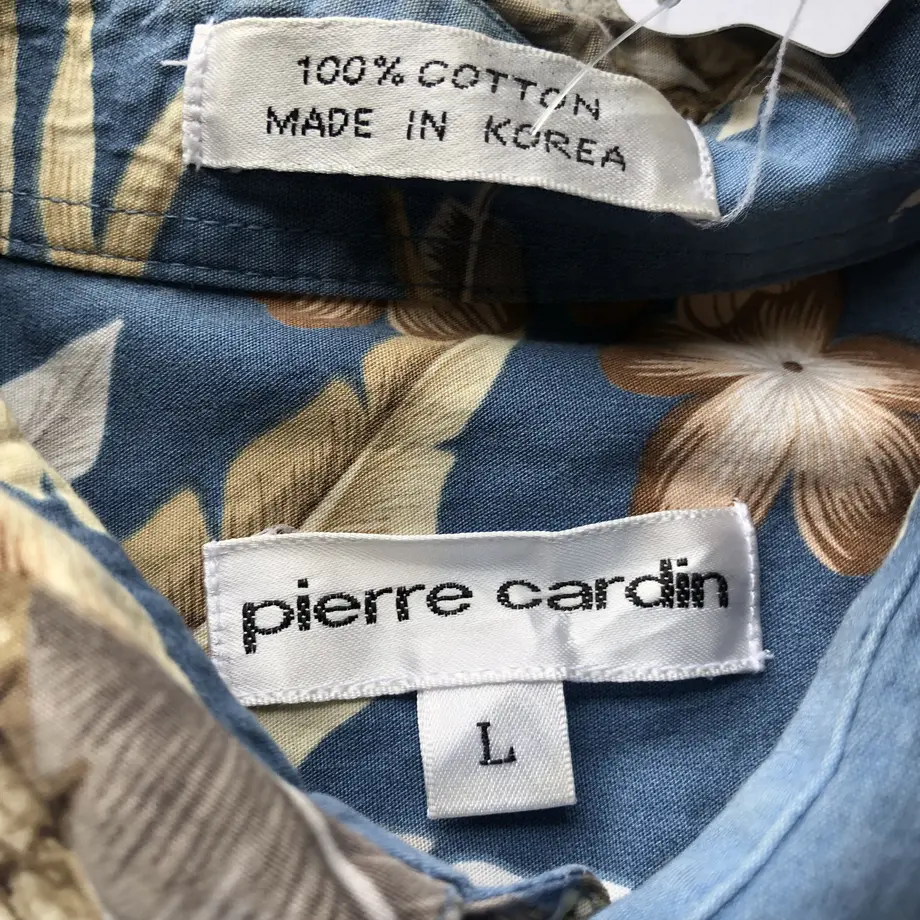 100% COTTON
MADE IN KOREA
pierre cardin
L